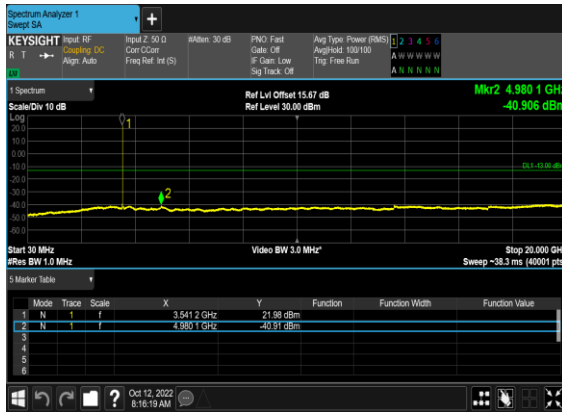 Spectrum Analyzer 1
Swept SA
+
KEYSIGHT Input: RF Input Z: 50 Ω #Atten: 30 dB PNO: Fast Avg Type: Power (RMS) 1 2 3 4 5 6
R T Coupling: DC Corr CCorr Gate: Off Avg|Hold: 100/100 A W W W W W
Align: Auto Freq Ref: Int (S) IF Gain: Low Trig: Free Run
Sig Track: Off A N N N N N
1 Spectrum Ref Lvl Offset 15.67 dB Mkr2 4.980 1 GHz
Scale/Div 10 dB Ref Level 30.00 dBm -40.906 dBm
Log
20.0
10.0
0.00
-10.0
DL1 -13.00 dBm
-20.0
-30.0
-40.0
-50.0
-60.0
1
2
Start 30 MHz Video BW 3.0 MHz* Stop 20.000 GHz
#Res BW 1.0 MHz Sweep ~38.3 ms (40001 pts)
5 Marker Table
Mode Trace Scale X Y Function Function Width Function Value
1 N 1 f 3.541 2 GHz 21.98 dBm
2 N 1 f 4.980 1 GHz -40.91 dBm
3
4
5
6
? Oct 12, 2022
8:16:19 AM